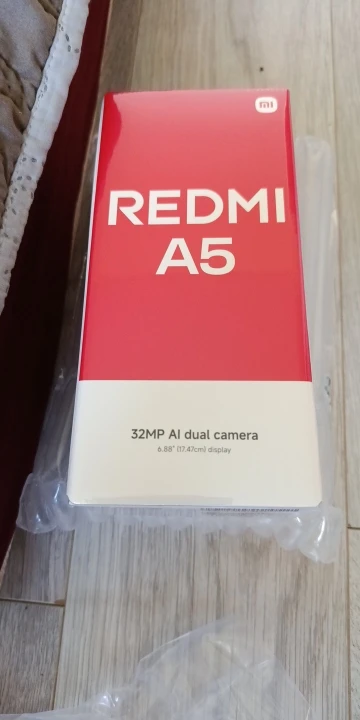 mi
REDMI
A5
32MP AI dual camera
6.88" (17.47cm) display